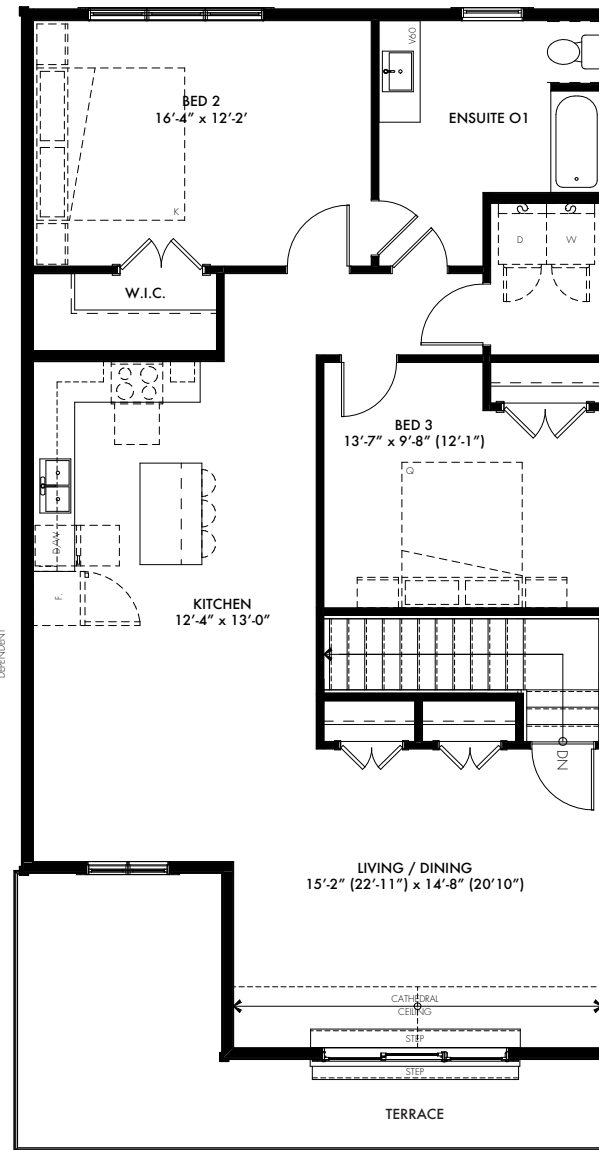 V60
BED 2
16'-4" x 12'-2'
ENSUITE O1
K
D
W
W.I.C.
BED 3
13'-7" x 9'-8" (12'-1")
Q
D/W
F.
KITCHEN
12'-4" x 13'-0"
DEPENDENT
DN
LIVING / DINING
15'-2" (22'-11") x 14'-8" (20'10")
CATHEDRAL
CEILING
STEP
STEP
TERRACE